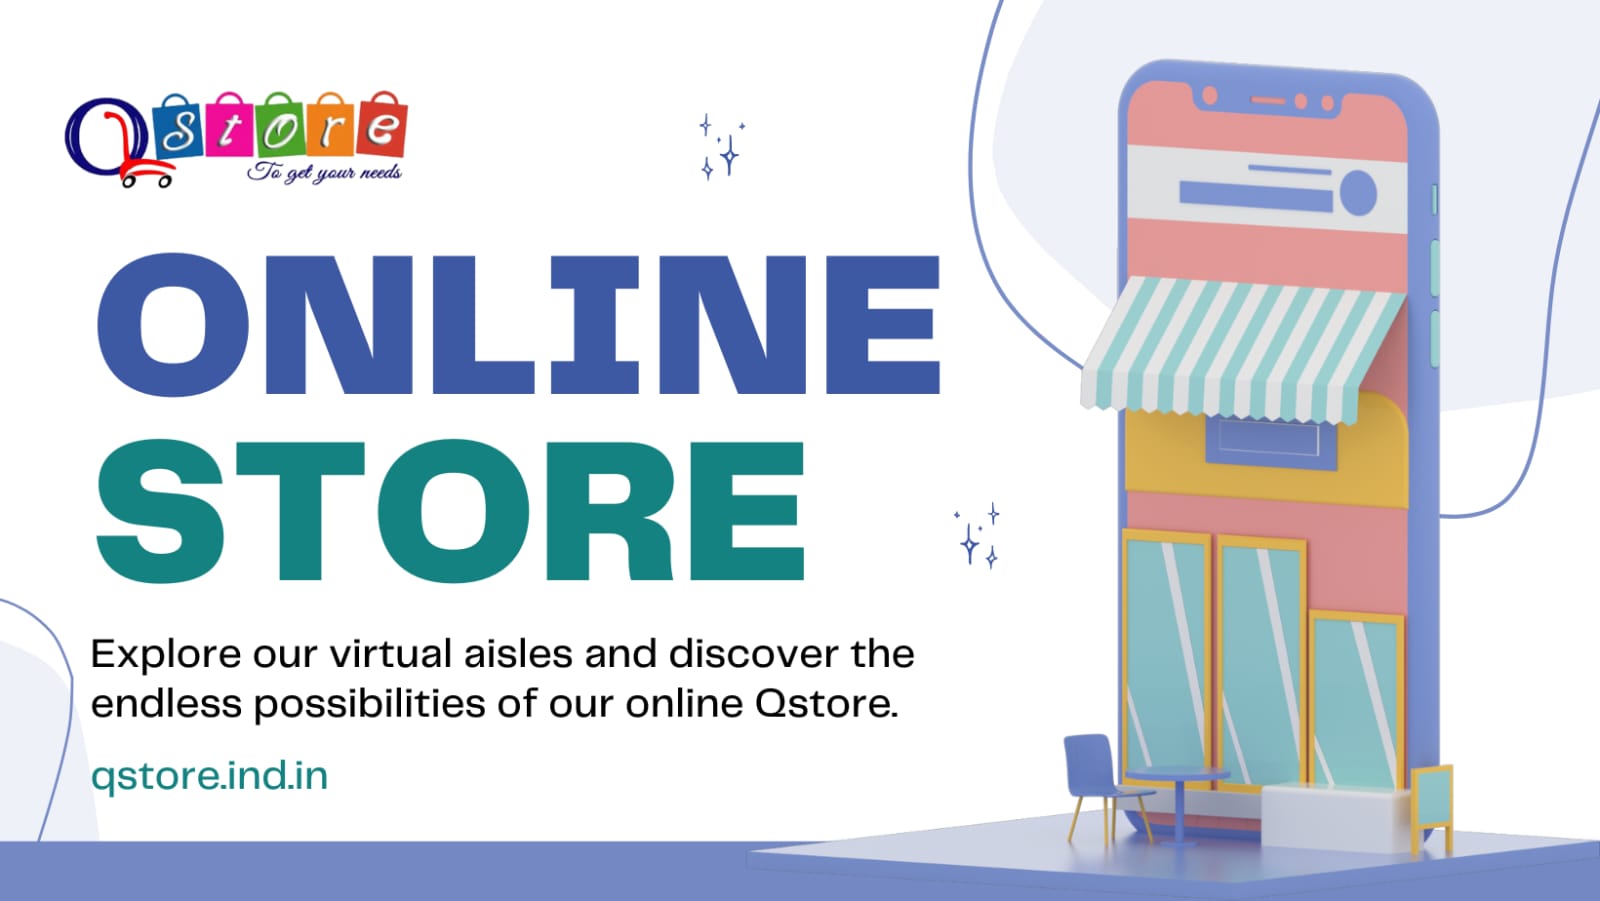 Qstore
To get your needs
ONLINE
STORE
Explore our virtual aisles and discover the
endless possibilities of our online Qstore.
qstore.ind.in